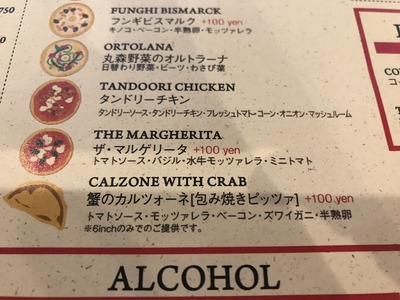 750
FUNGHI BISMARCK
フンギビスマルク +100 yen
キノコ・ベーコン・半熟卵・モッツァレラ
ORTOLANA
丸森野菜のオルトラーナ
日替わり野菜・ビーツ・わさび菜
TANDOORI CHICKEN
タンドリーチキン
タンドリーソース・タンドリーチキン・フレッシュトマト・コーン・オニオン・マッシュルーム
THE MARGHERITA
ザ・マルゲリータ +100 yen
トマトソース・バジル・水牛モッツァレラ・ミニトマト
CALZONE WITH CRAB
蟹のカルツォーネ[包み焼きピッツァ] +100 yen
トマトソース・モッツァレラ・ベーコン・ズワイガニ・半熟卵
※6inchのみでのご提供です。
ALCOHOL